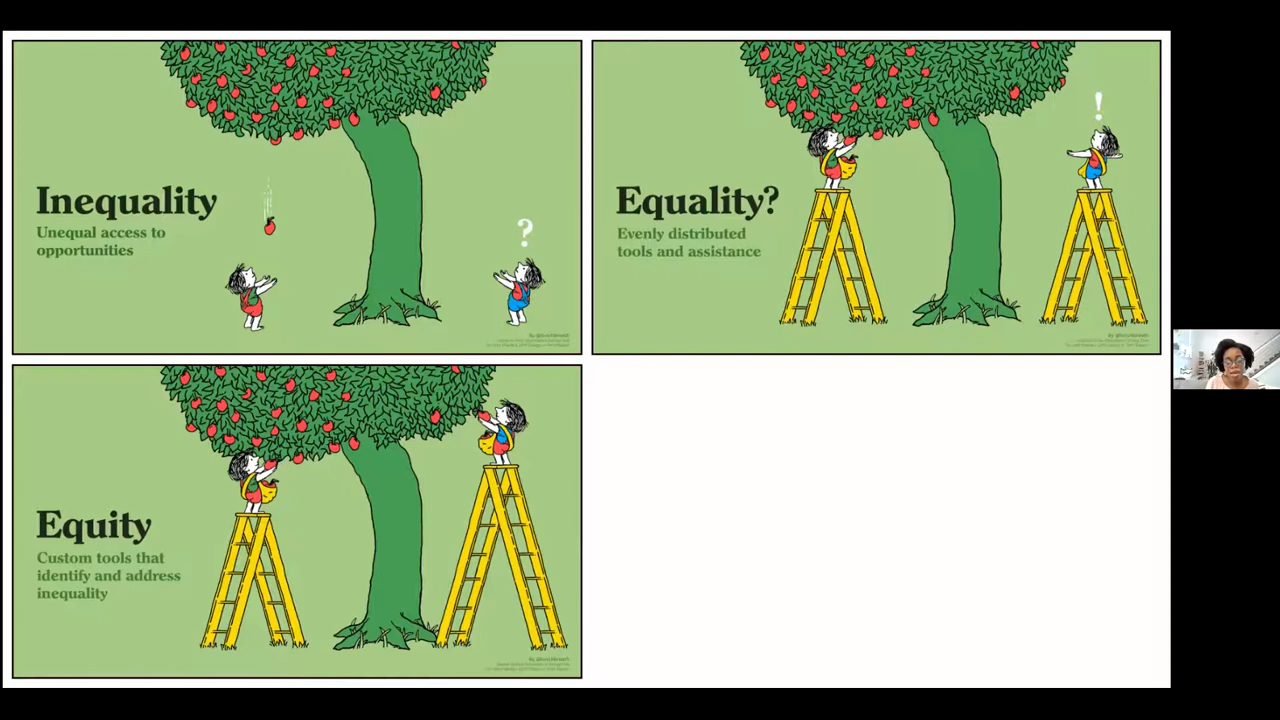 Inequality
Unequal access to
opportunities
?
Equality?
Evenly distributed
tools and assistance
!
Equity
Custom tools that
identify and address
inequality